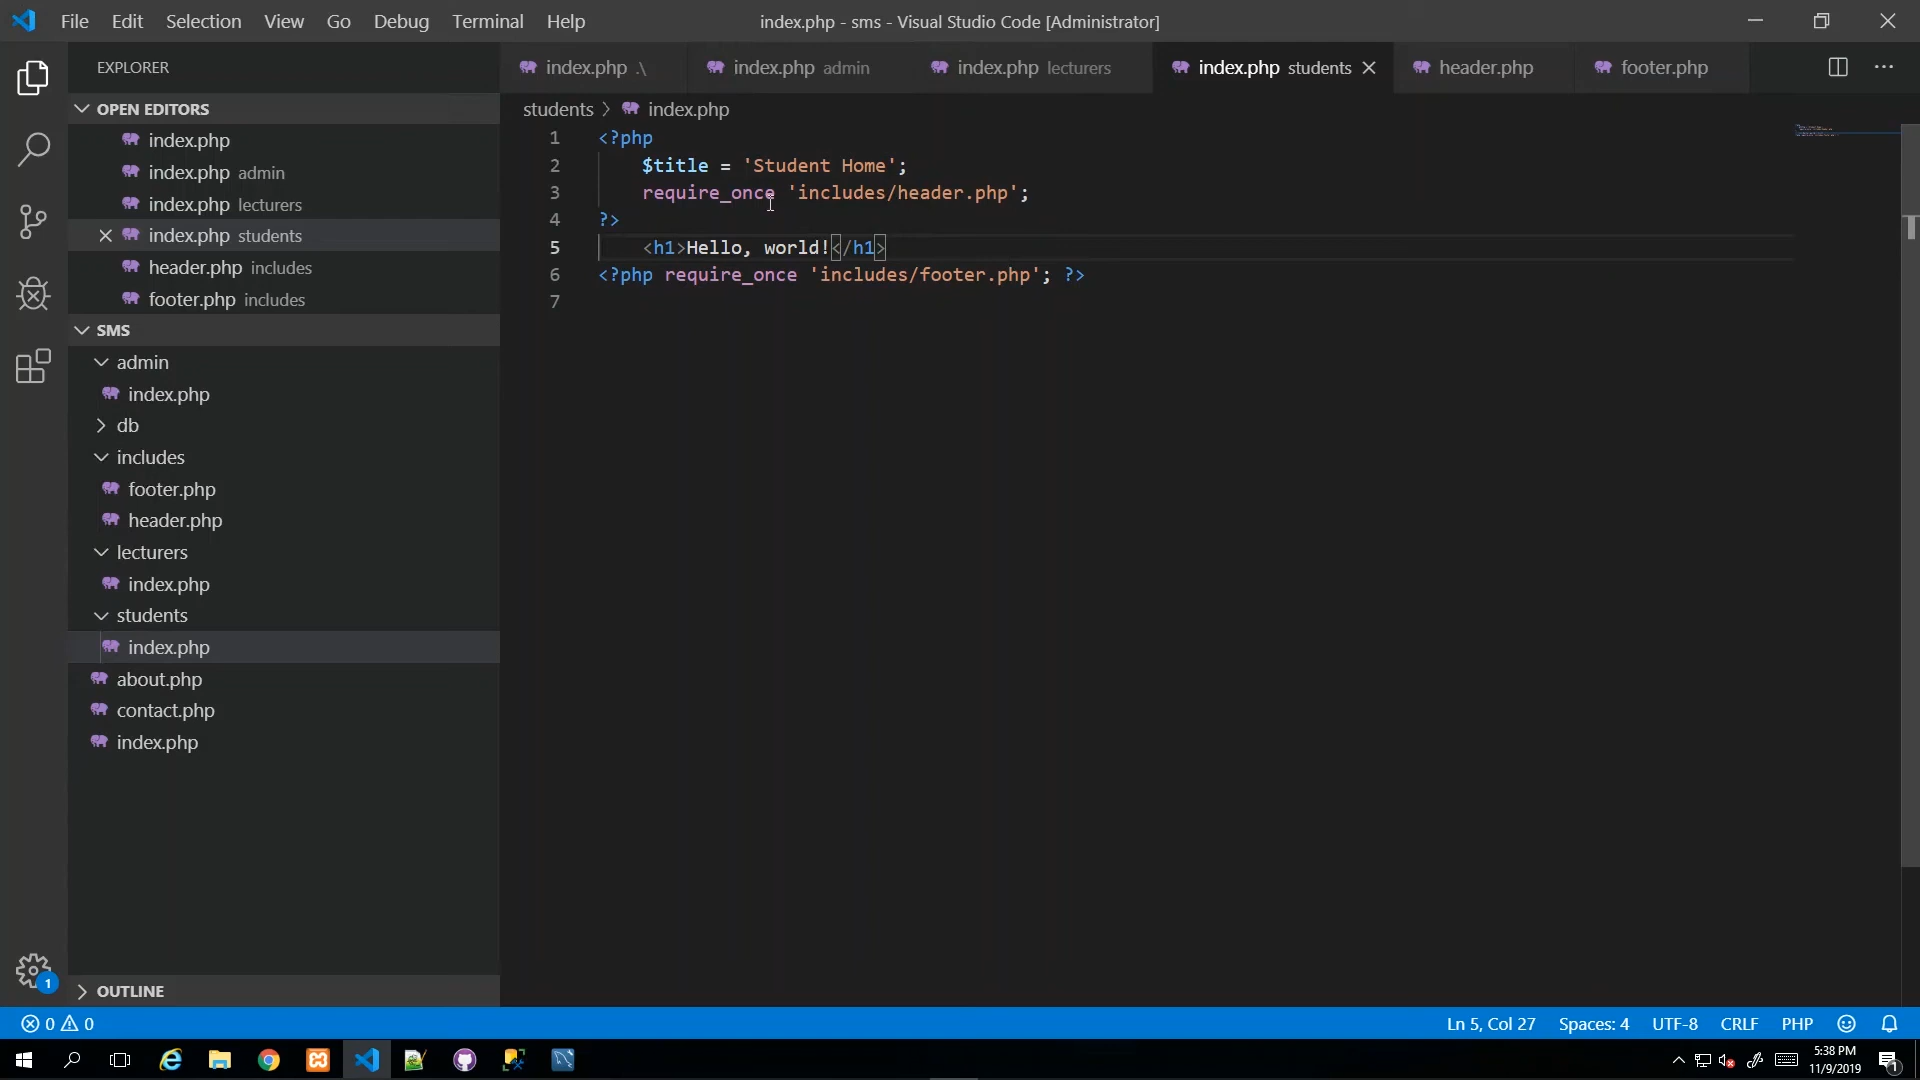 File Edit Selection View Go Debug Terminal Help
index.php - sms - Visual Studio Code [Administrator]
EXPLORER
OPEN EDITORS
index.php
index.php admin
index.php lecturers
index.php students
header.php includes
footer.php includes
SMS
admin
index.php
db
includes
footer.php
header.php
lecturers
index.php
students
index.php
about.php
contact.php
index.php
OUTLINE
1
index.php .\
index.php admin
index.php lecturers
index.php students
header.php
footer.php
students > index.php
1 <?php
2 $title = 'Student Home';
3 require_once 'includes/header.php';
4 ?>
5 <h1>Hello, world!</h1>
6 <?php require_once 'includes/footer.php'; ?>
7
0 0
Ln 5, Col 27 Spaces: 4 UTF-8 CRLF PHP
5:38 PM
11/9/2019
1